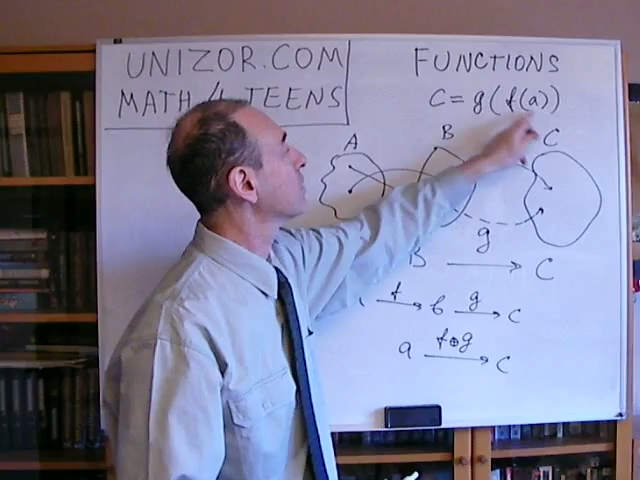 UNIZOR.COM
MATH/4 TEENS
FUNCTIONS
C = g(f(a))
A
B
C
g
B → C
f g
b → C
f⊕g
a → C